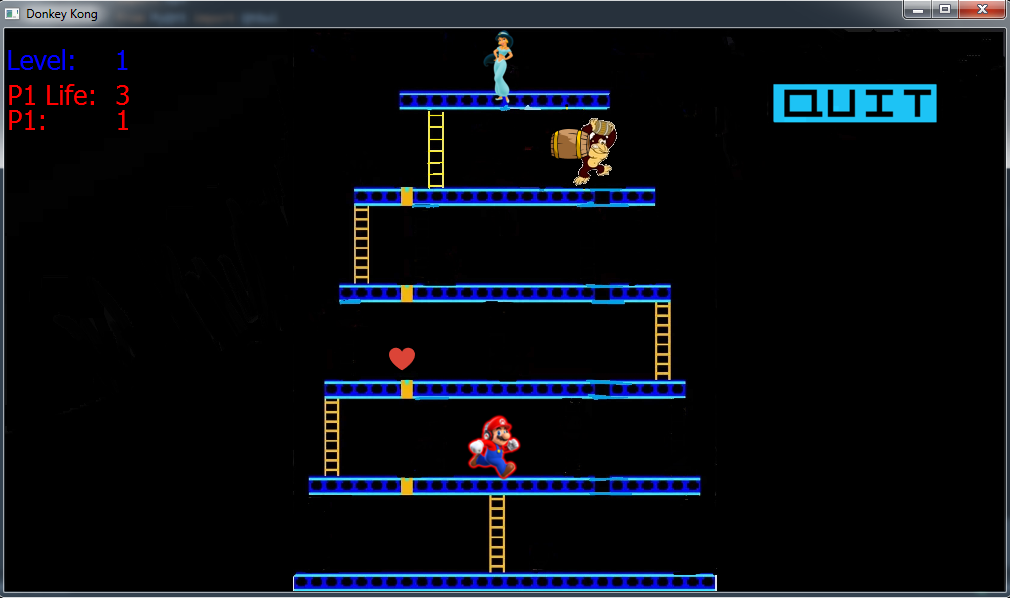 Donkey Kong
Level: 1
P1 Life: 3
P1: 1
QUIT